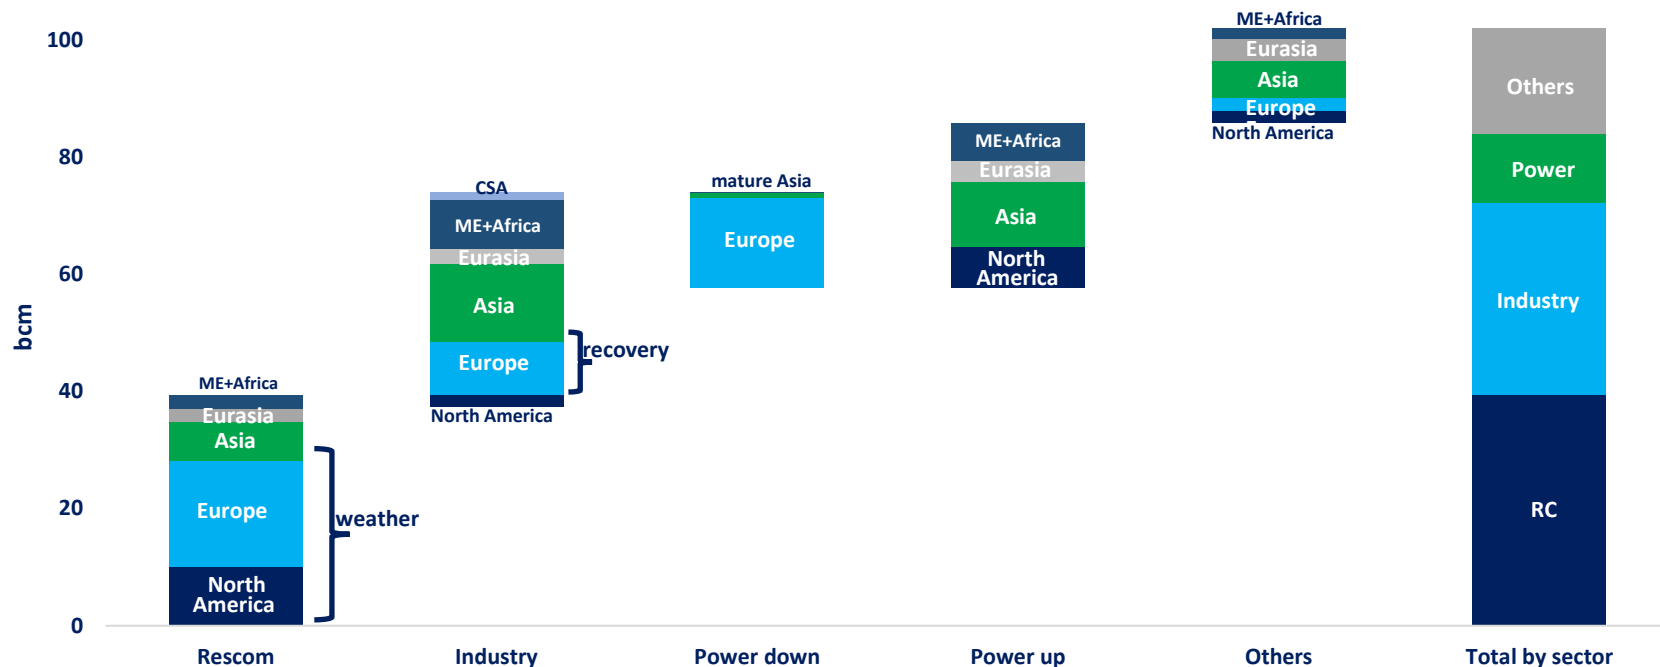 100
80
60
40
20
0
bcm
ME+Africa
Eurasia
Asia
Europe
North
America
weather
CSA
ME+Africa
Eurasia
Asia
Europe
North America
recovery
mature Asia
Europe
ME+Africa
Eurasia
Asia
North
America
ME+Africa
Eurasia
Asia
Europe
North America
Others
Power
Industry
RC
Rescom
Industry
Power down
Power up
Others
Total by sector